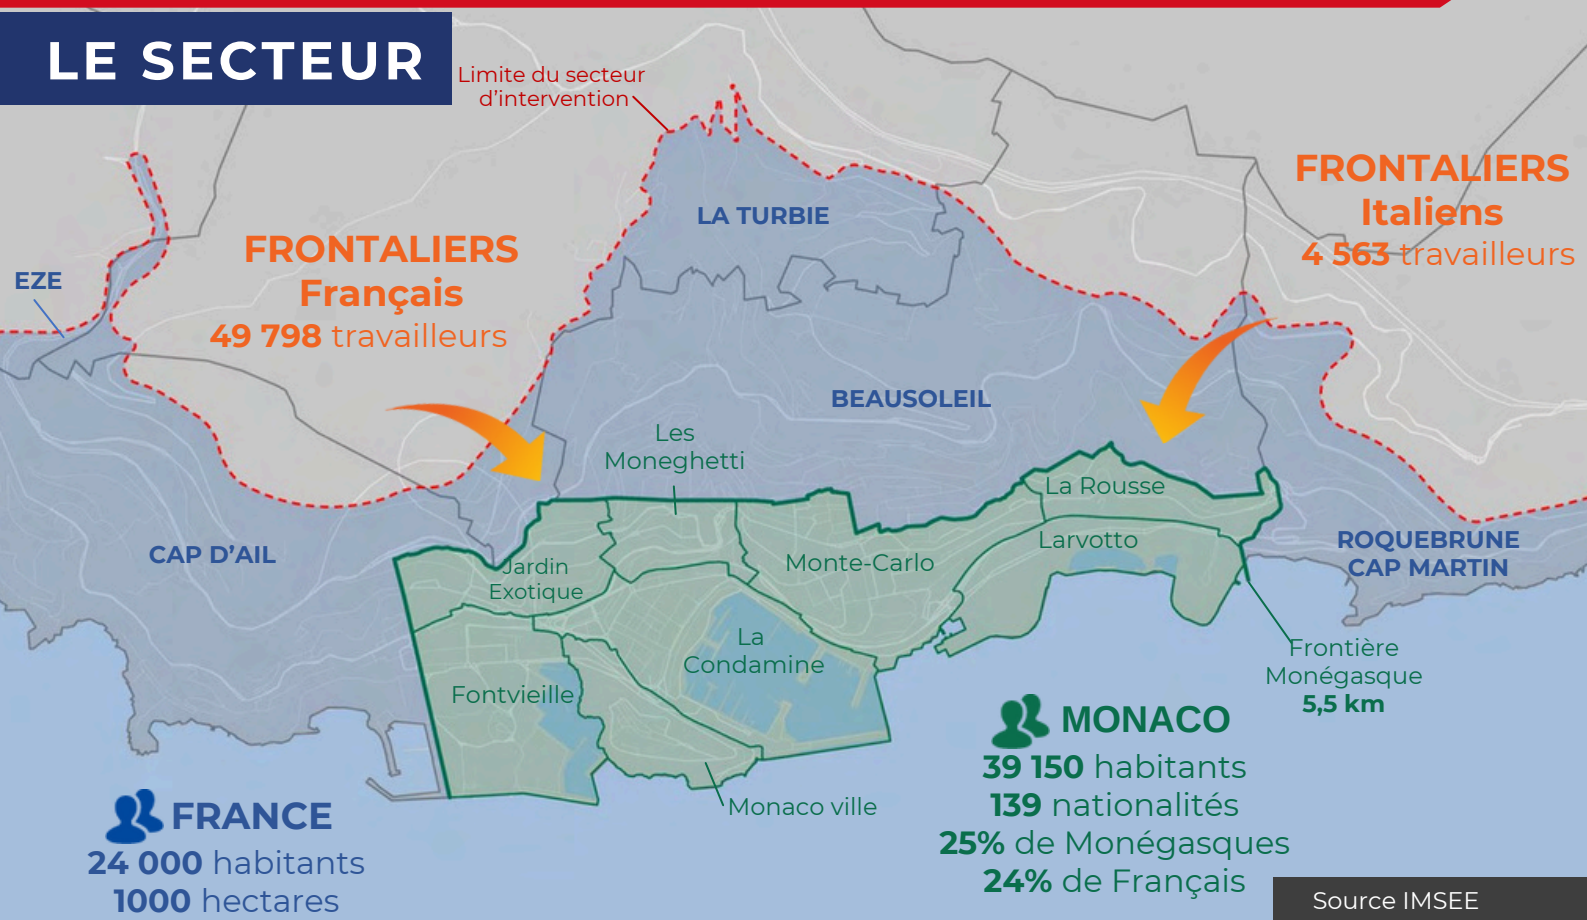 LE SECTEUR
Limite du secteur
d'intervention
FRONTALIERS
Italiens
4 563 travailleurs
LA TURBIE
FRONTALIERS
Français
49 798 travailleurs
EZE
BEAUSOLEIL
Les
Moneghetti
La Rousse
Larvotto
ROQUEBRUNE
CAP MARTIN
CAP D'AIL
Jardin
Exotique
Monte-Carlo
La
Condamine
Fontvieille
Frontière
Monégasque
5,5 km
Monaco ville
MONACO
39 150 habitants
139 nationalités
25% de Monégasques
24% de Français
FRANCE
24 000 habitants
1000 hectares
Source IMSEE